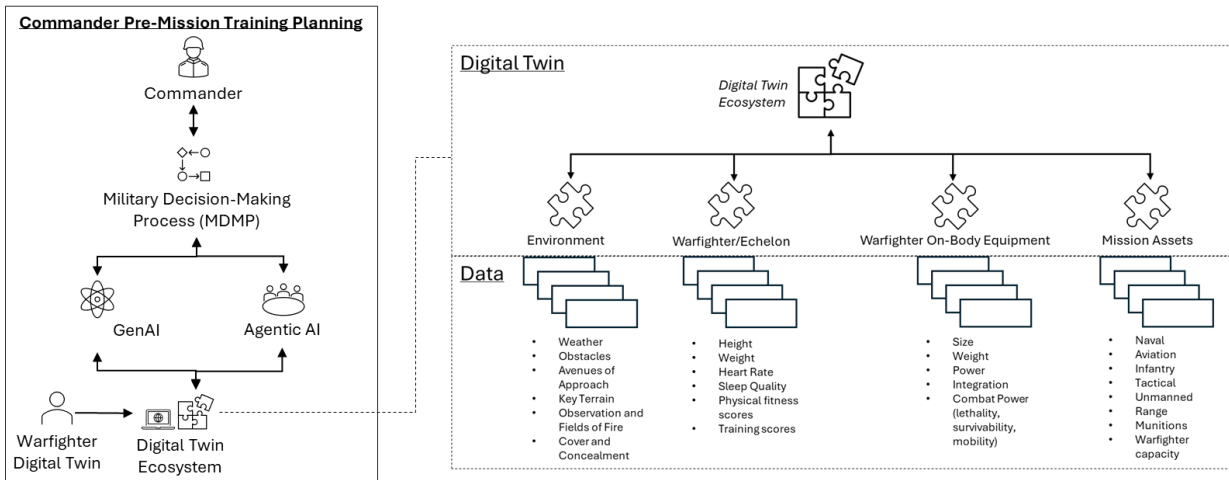 Commander Pre-Mission Training Planning
Commander
Military Decision-Making
Process (MDMP)
GenAI
Agentic AI
Warfighter
Digital Twin
Digital Twin
Ecosystem
Digital Twin
Digital Twin
Ecosystem
Environment
Warfighter/Echelon
Warfighter On-Body Equipment
Mission Assets
Data
• Weather
• Obstacles
• Avenues of
Approach
• Key Terrain
• Observation and
Fields of Fire
• Cover and
Concealment
• Height
• Weight
• Heart Rate
• Sleep Quality
• Physical fitness
scores
• Training scores
• Size
• Weight
• Power
• Integration
• Combat Power
(lethality,
survivability,
mobility)
• Naval
• Aviation
• Infantry
• Tactical
• Unmanned
• Range
• Munitions
• Warfighter
capacity